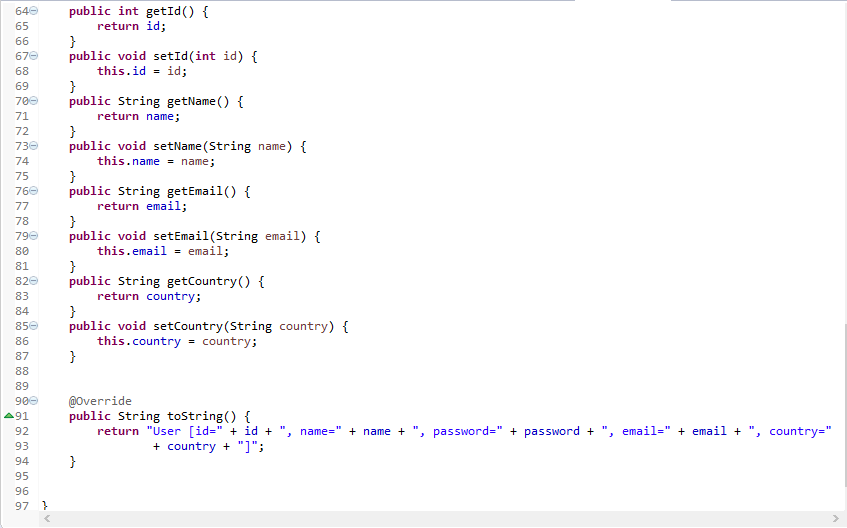 64 public int getId() {
65 return id;
66 }
67 public void setId(int id) {
68 this.id = id;
69 }
70 public String getName() {
71 return name;
72 }
73 public void setName(String name) {
74 this.name = name;
75 }
76 public String getEmail() {
77 return email;
78 }
79 public void setEmail(String email) {
80 this.email = email;
81 }
82 public String getCountry() {
83 return country;
84 }
85 public void setCountry(String country) {
86 this.country = country;
87 }
88
89
90 @Override
91 public String toString() {
92 return "User [id=" + id + ", name=" + name + ", password=" + password + ", email=" + email + ", country="
93 + country + "]";
94 }
95
96
97 }